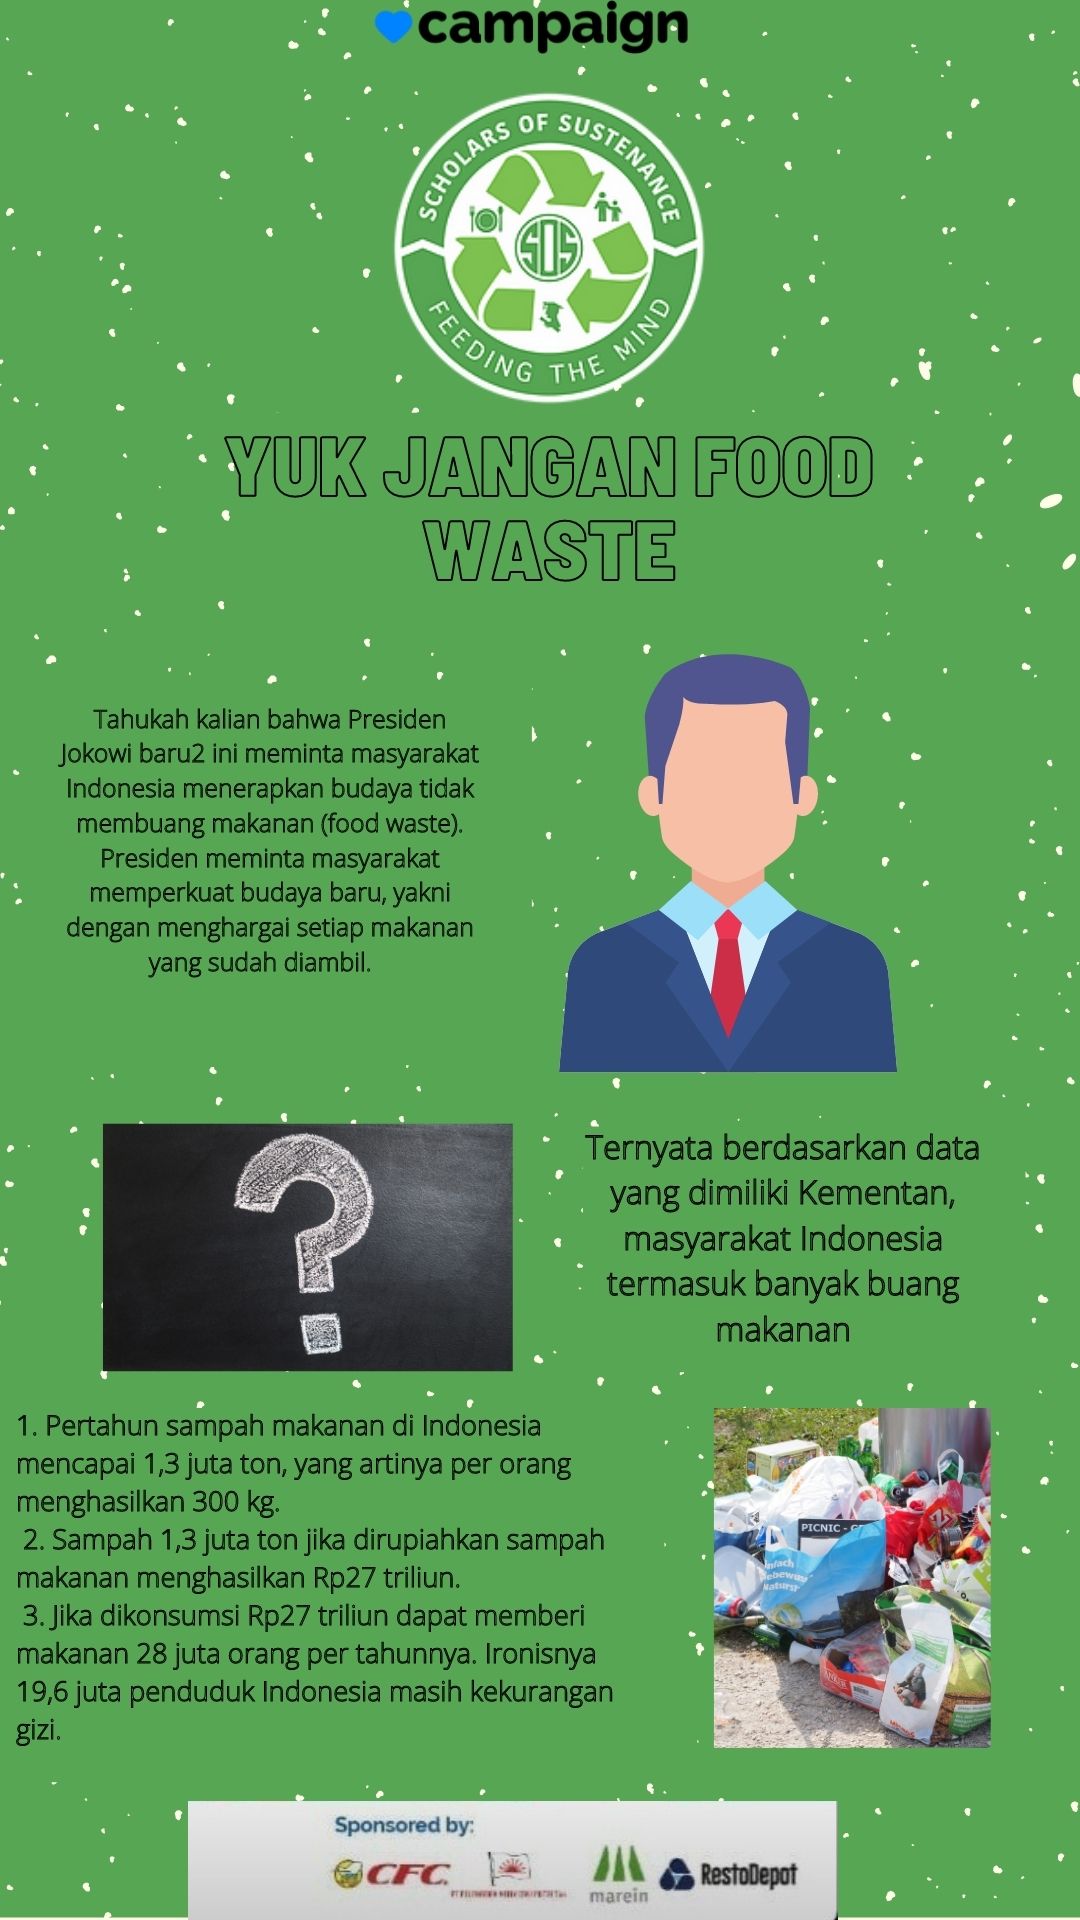 campaign
SCHOLARS OF SUSTENANCE
SOS
FEEDING THE MIND
YUK JANGAN FOOD
WASTE
Tahukah kalian bahwa Presiden
Jokowi baru2 ini meminta masyarakat
Indonesia menerapkan budaya tidak
membuang makanan (food waste).
Presiden meminta masyarakat
memperkuat budaya baru, yakni
dengan menghargai setiap makanan
yang sudah diambil.
?
Ternyata berdasarkan data
yang dimiliki Kementan,
masyarakat Indonesia
termasuk banyak buang
makanan
1. Pertahun sampah makanan di Indonesia
mencapai 1,3 juta ton, yang artinya per orang
menghasilkan 300 kg.
2. Sampah 1,3 juta ton jika dirupiahkan sampah
makanan menghasilkan Rp27 triliun.
3. Jika dikonsumsi Rp27 triliun dapat memberi
makanan 28 juta orang per tahunnya. Ironisnya
19,6 juta penduduk Indonesia masih kekurangan
gizi.
PICNIC
Sponsored by:
CFC
marein
RestoDepot